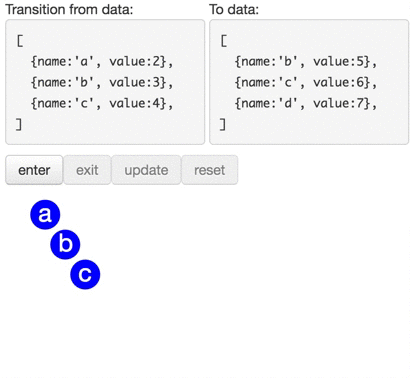 Transition from data:
[
  {name:'a', value:2},
  {name:'b', value:3},
  {name:'c', value:4},
]
To data:
[
  {name:'b', value:5},
  {name:'c', value:6},
  {name:'d', value:7},
]
enter exit update reset
a
b
c